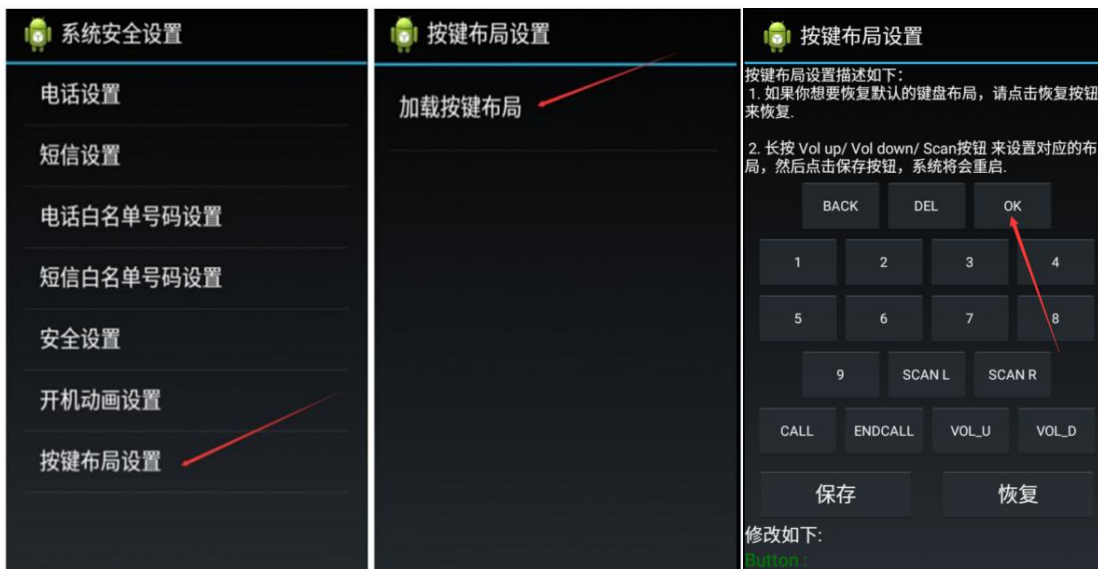 系统安全设置
电话设置
短信设置
电话白名单号码设置
短信白名单号码设置
安全设置
开机动画设置
按键布局设置
按键布局设置
加载按键布局
按键布局设置
按键布局设置描述如下：
1. 如果你想要恢复默认的键盘布局，请点击恢复按钮
来恢复.
2. 长按 Vol up/ Vol down/ Scan按钮 来设置对应的布
局，然后点击保存按钮，系统将会重启.
BACK DEL OK
1 2 3 4
5 6 7 8
9 SCAN L SCAN R
CALL ENDCALL VOL_U VOL_D
保存 恢复
修改如下:
Button :